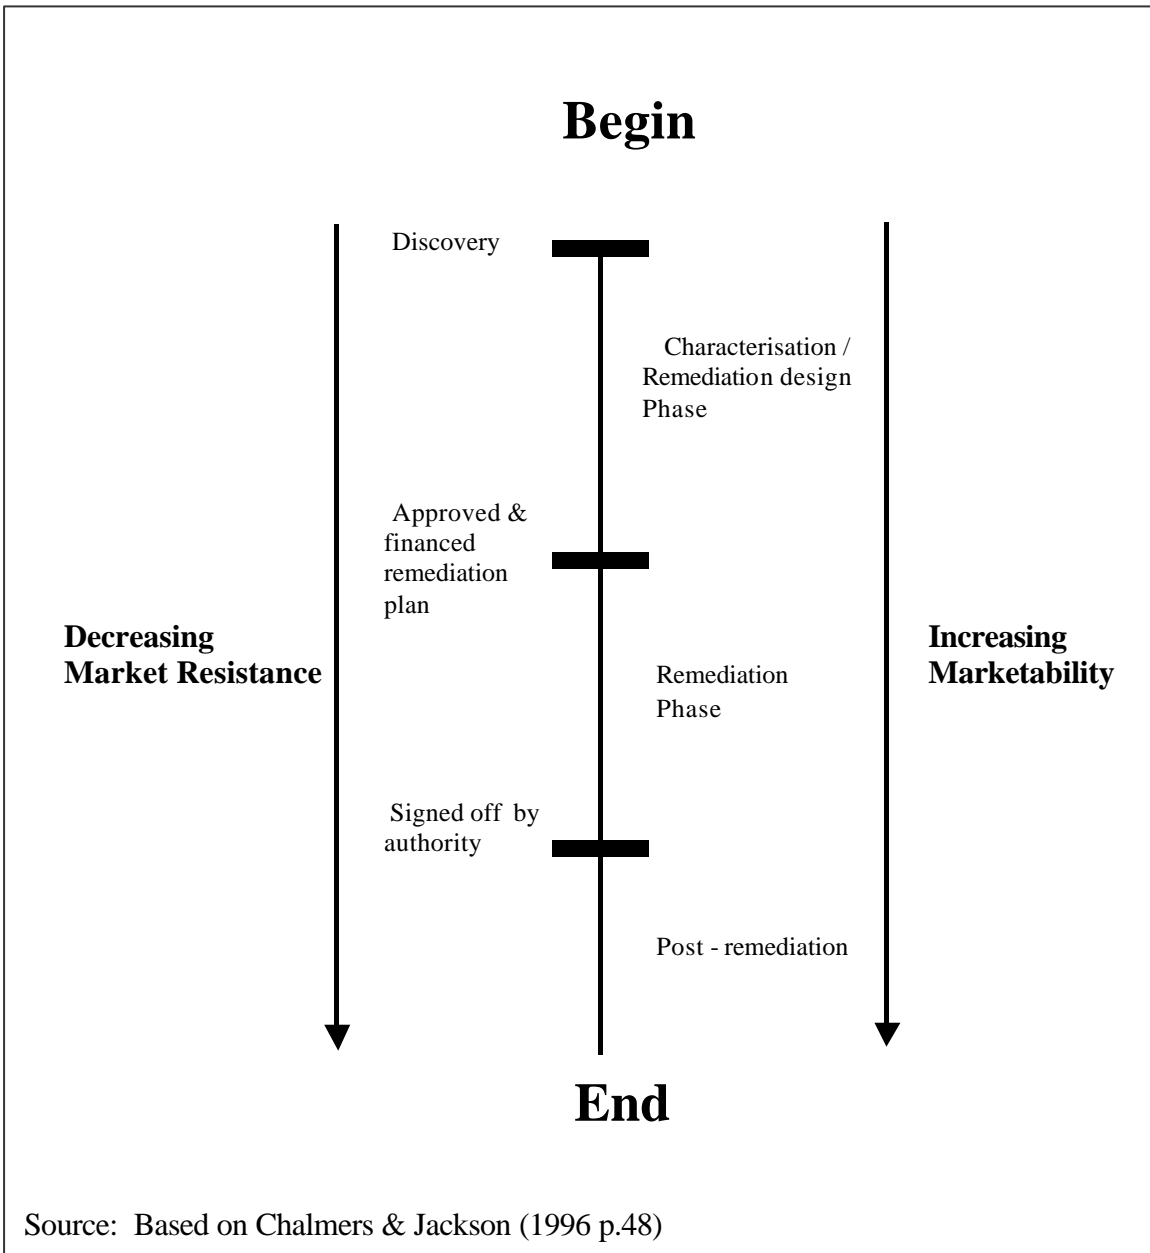 Begin
Discovery
Characterisation /
Remediation design
Phase
Approved &
financed
remediation
plan
Decreasing
Market Resistance
Increasing
Marketability
Remediation
Phase
Signed off by
authority
Post - remediation
End
Source: Based on Chalmers & Jackson (1996 p.48)